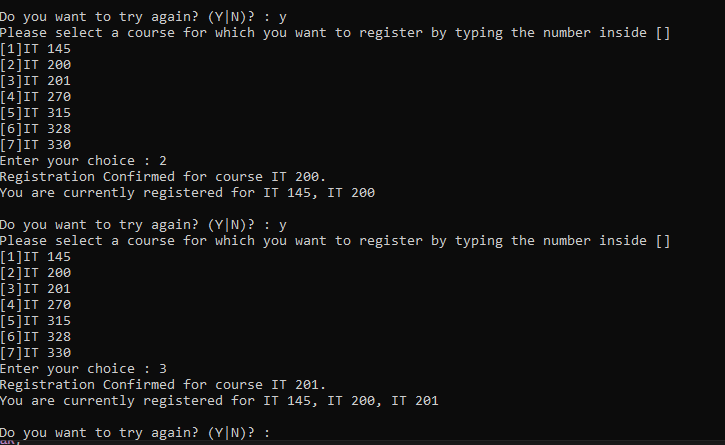 Do you want to try again? (Y|N)? : y
Please select a course for which you want to register by typing the number inside []
[1]IT 145
[2]IT 200
[3]IT 201
[4]IT 270
[5]IT 315
[6]IT 328
[7]IT 330
Enter your choice : 2
Registration Confirmed for course IT 200.
You are currently registered for IT 145, IT 200
Do you want to try again? (Y|N)? : y
Please select a course for which you want to register by typing the number inside []
[1]IT 145
[2]IT 200
[3]IT 201
[4]IT 270
[5]IT 315
[6]IT 328
[7]IT 330
Enter your choice : 3
Registration Confirmed for course IT 201.
You are currently registered for IT 145, IT 200, IT 201
Do you want to try again? (Y|N)? :